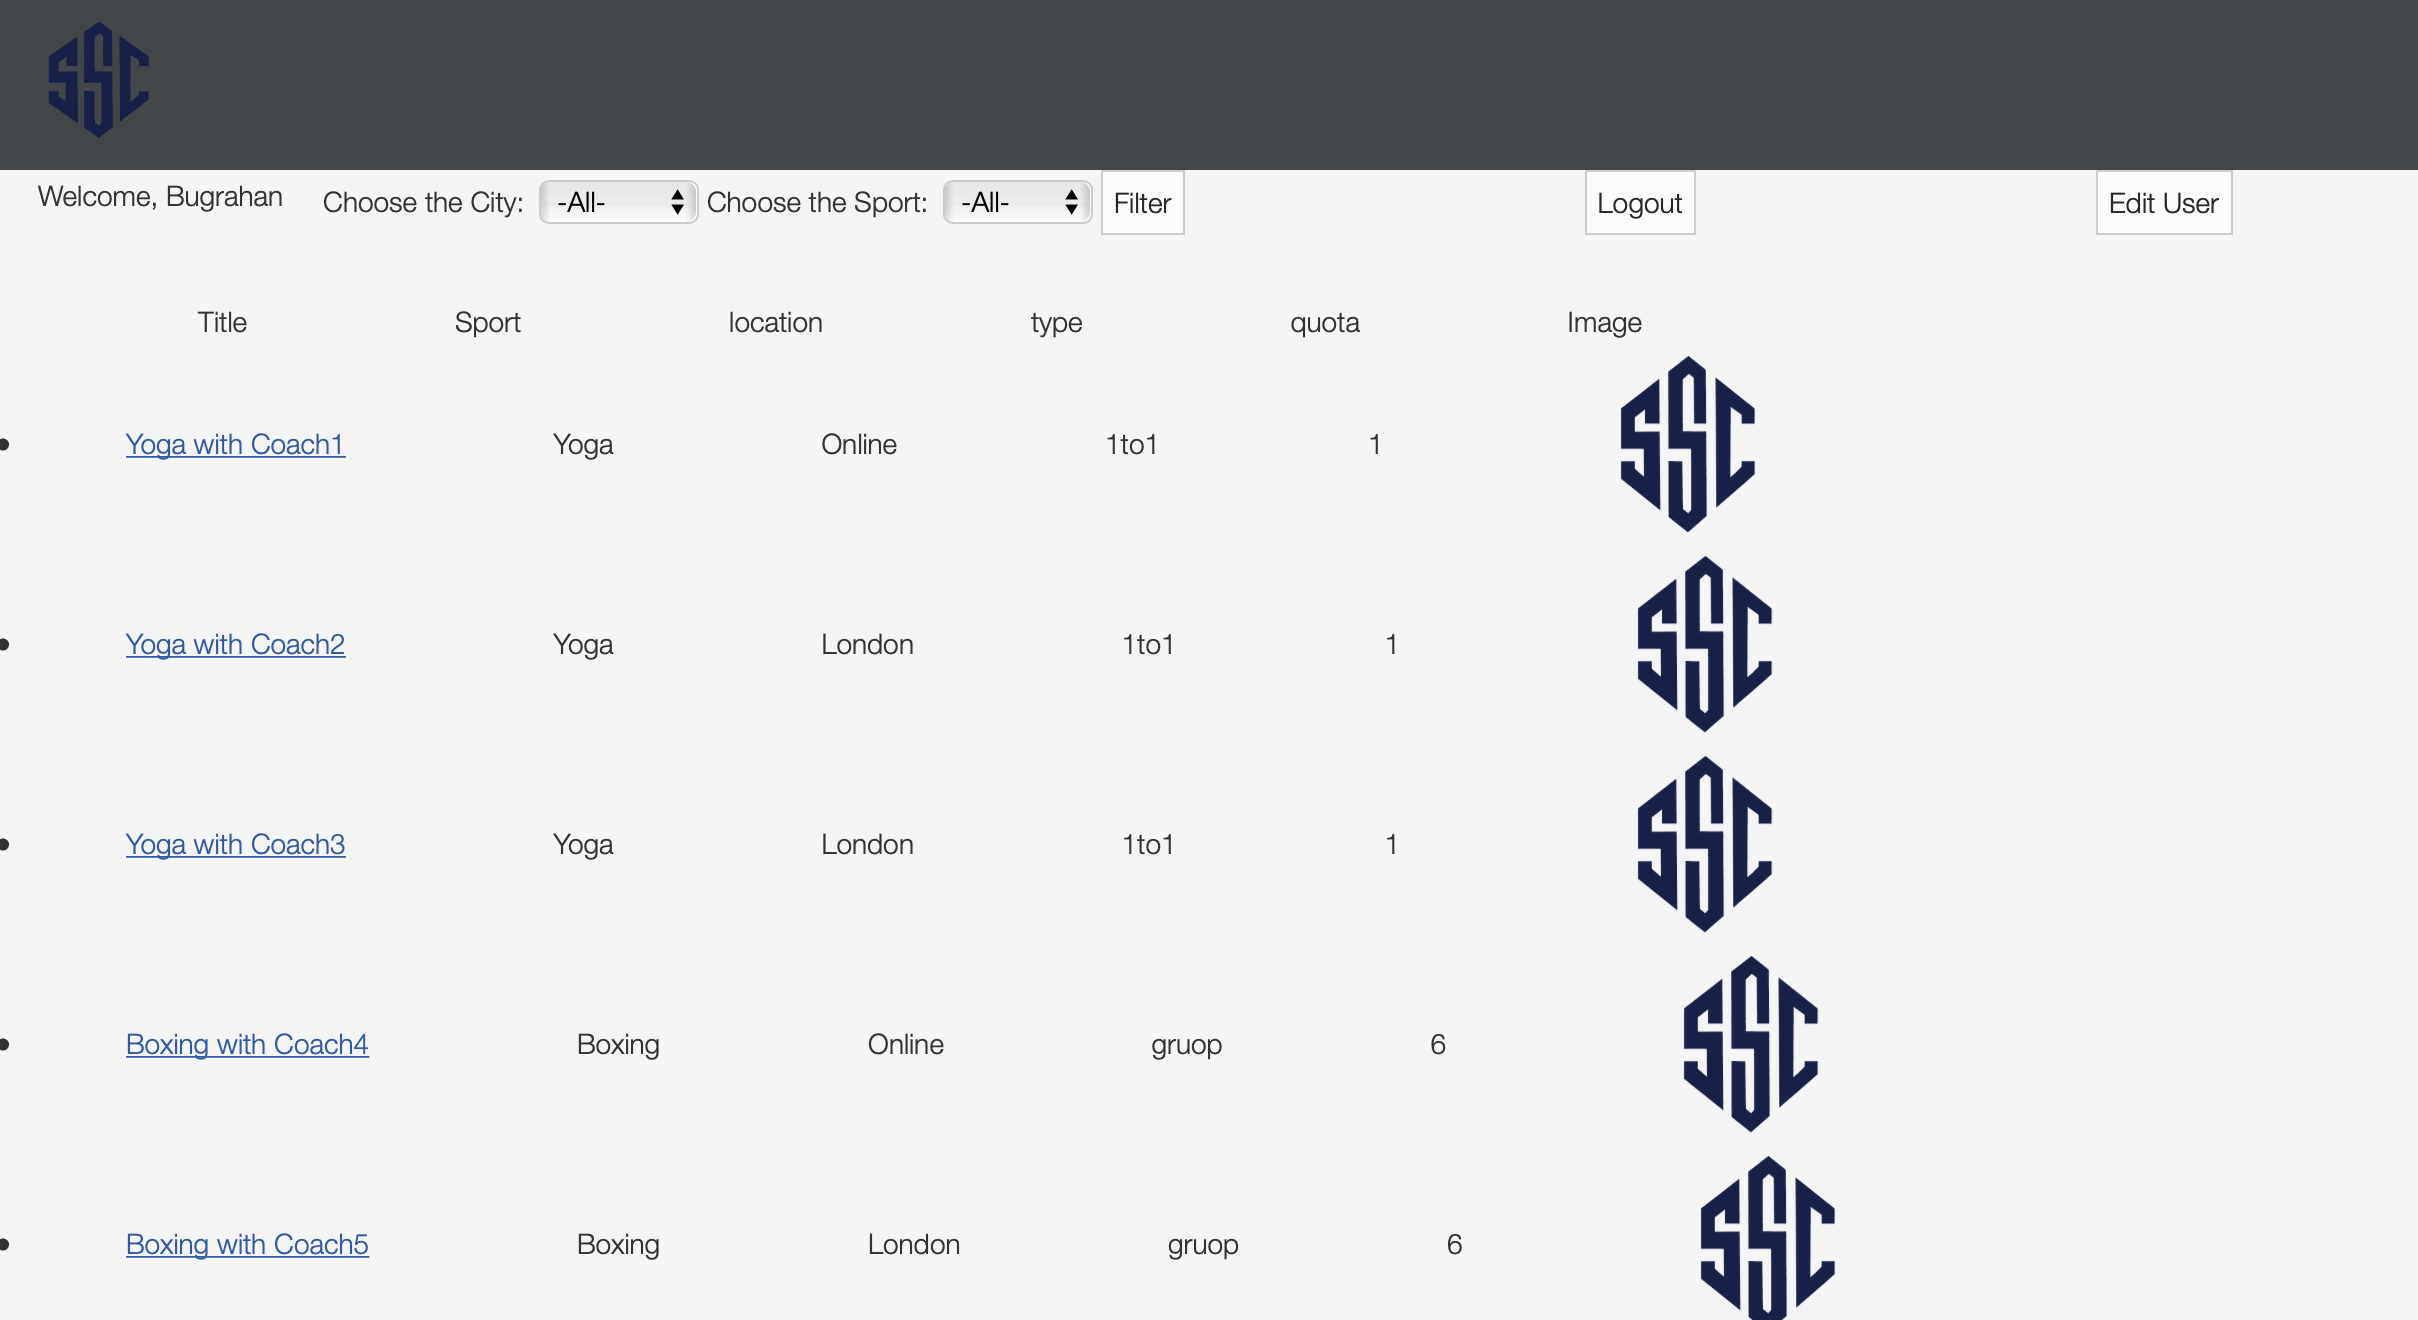 SSC
Welcome, Bugrahan Choose the City: -All- Choose the Sport: -All- Filter Logout Edit User
Title Sport location type quota Image
Yoga with Coach1 Yoga Online 1to1 1 SSC
Yoga with Coach2 Yoga London 1to1 1 SSC
Yoga with Coach3 Yoga London 1to1 1 SSC
Boxing with Coach4 Boxing Online gruop 6 SSC
Boxing with Coach5 Boxing London gruop 6 SSC